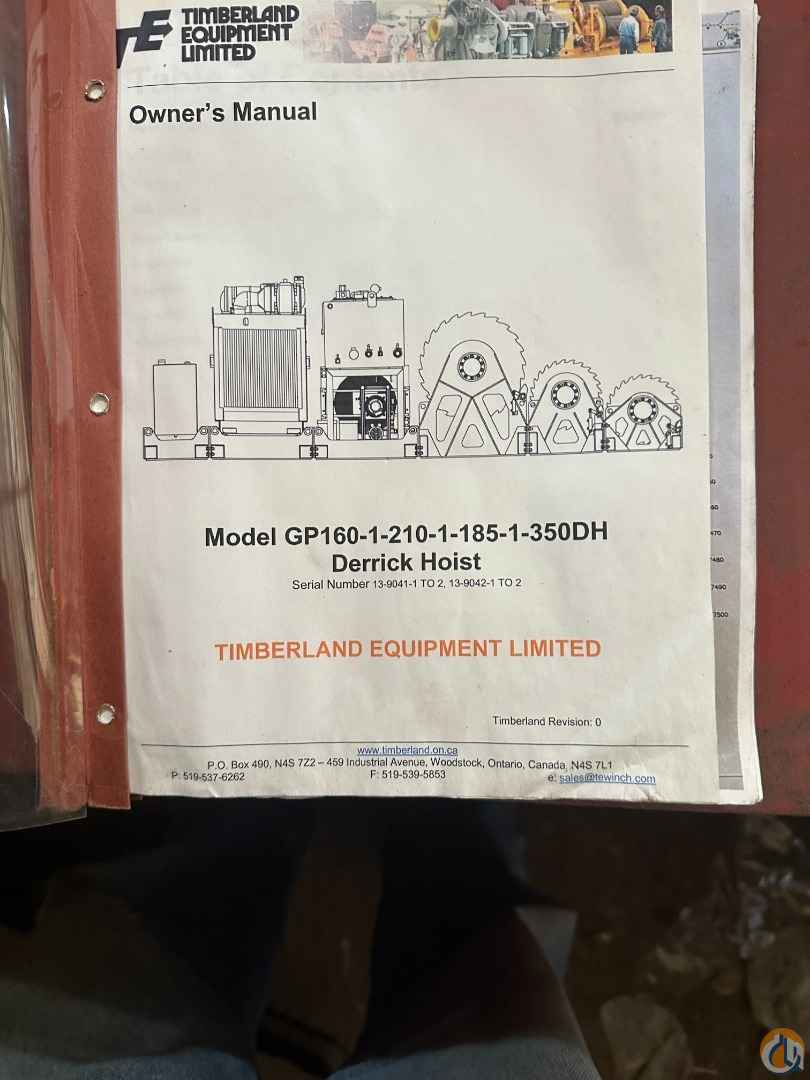 TIMBERLAND
EQUIPMENT
LIMITED
Owner's Manual
Model GP160-1-210-1-185-1-350DH
Derrick Hoist
Serial Number 13-9041-1 TO 2, 13-9042-1 TO 2
TIMBERLAND EQUIPMENT LIMITED
Timberland Revision: 0
www.timberland.on.ca
P.O. Box 490, N4S 7Z2 – 459 Industrial Avenue, Woodstock, Ontario, Canada, N4S 7L1
P: 519-537-6262 F: 519-539-5853 e: sales@tewinch.com
7490
7500